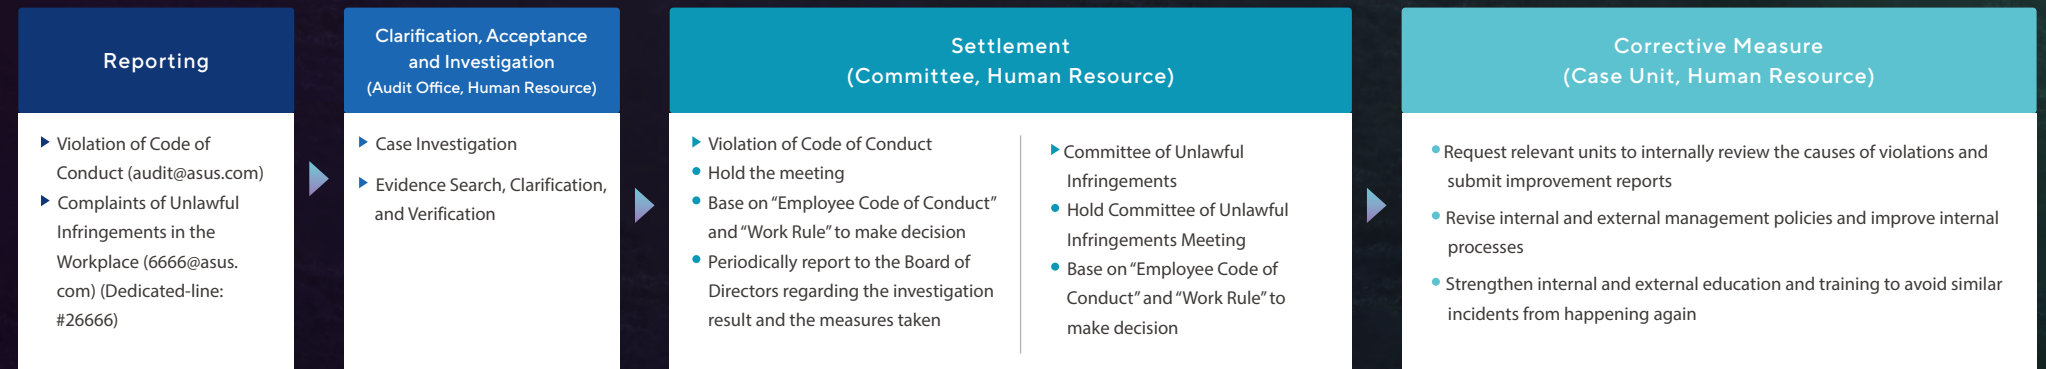 Reporting
Violation of Code of
Conduct (audit@asus.com)
Complaints of Unlawful
Infringements in the
Workplace (6666@asus.
com) (Dedicated-line:
#26666)
Clarification, Acceptance
and Investigation
(Audit Office, Human Resource)
Case Investigation
Evidence Search, Clarification,
and Verification
Settlement
(Committee, Human Resource)
Violation of Code of Conduct
Hold the meeting
Base on “Employee Code of Conduct”
and “Work Rule” to make decision
Periodically report to the Board of
Directors regarding the investigation
result and the measures taken
Committee of Unlawful
Infringements
Hold Committee of Unlawful
Infringements Meeting
Base on “Employee Code of
Conduct” and “Work Rule” to
make decision
Corrective Measure
(Case Unit, Human Resource)
Request relevant units to internally review the causes of violations and
submit improvement reports
Revise internal and external management policies and improve internal
processes
Strengthen internal and external education and training to avoid similar
incidents from happening again